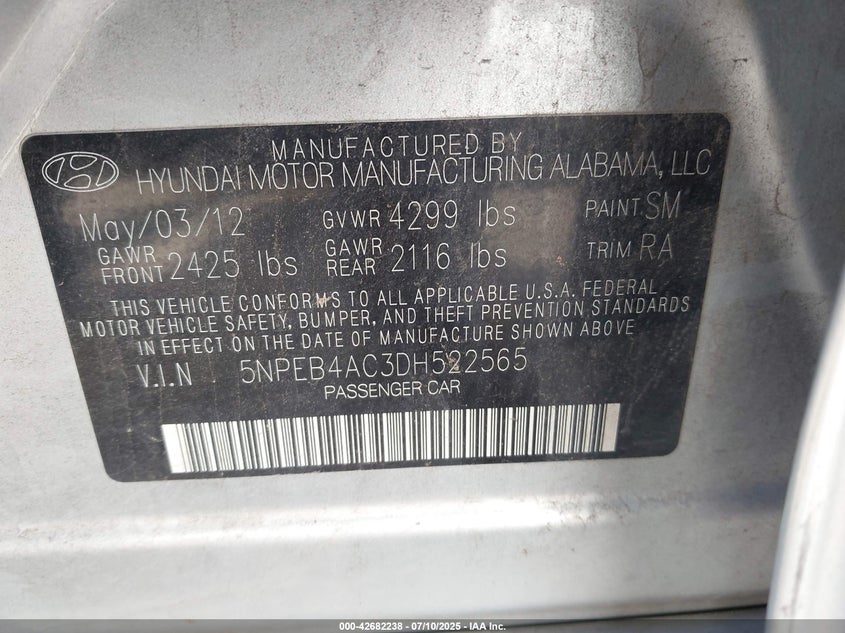 MANUFACTURED BY
HYUNDAI MOTOR MANUFACTURING ALABAMA, LLC
May/03/12 GVWR 4299 lbs PAINT SM
GAWR FRONT 2425 lbs GAWR REAR 2116 lbs TRIM RA
THIS VEHICLE CONFORMS TO ALL APPLICABLE U.S.A. FEDERAL
MOTOR VEHICLE SAFETY, BUMPER, AND THEFT PREVENTION STANDARDS
IN EFFECT ON THE DATE OF MANUFACTURE SHOWN ABOVE
V.I.N 5NPEB4AC3DH522565
PASSENGER CAR
000-42682238 - 07/10/2025 - IAA Inc.